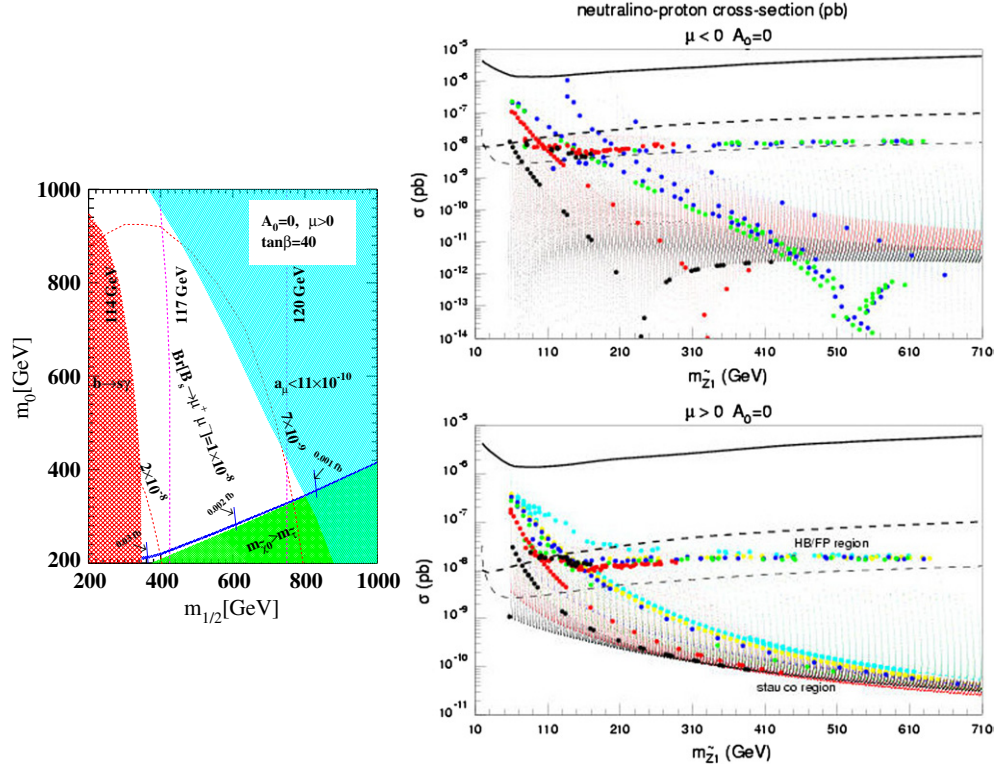 neutralino-proton cross-section (pb)
μ < 0 A₀=0
10⁻⁵
10⁻⁶
10⁻⁷
10⁻⁸
10⁻⁹
10⁻¹⁰
10⁻¹¹
10⁻¹²
10⁻¹³
10⁻¹⁴
σ (pb)
10 110 210 310 410 510 610 710
m_Z̃1 (GeV)
1000
800
600
400
200
m₀[GeV]
A₀=0, μ>0
tanβ=40
114 GeV
117 GeV
120 GeV
b→sγ
Br[B_s→μ⁺μ⁻]=1×10⁻⁸
a_μ<11×10⁻¹⁰
7×10⁻⁹
2×10⁻⁸
0.03 fb
0.002 fb
0.001 fb
m_χ̃0>m_τ̃
200 400 600 800 1000
m_1/2[GeV]
μ > 0 A₀=0
10⁻⁵
10⁻⁶
10⁻⁷
10⁻⁸
10⁻⁹
10⁻¹⁰
10⁻¹¹
σ (pb)
HB/FP region
stau co region
10 110 210 310 410 510 610 710
m_Z̃1 (GeV)